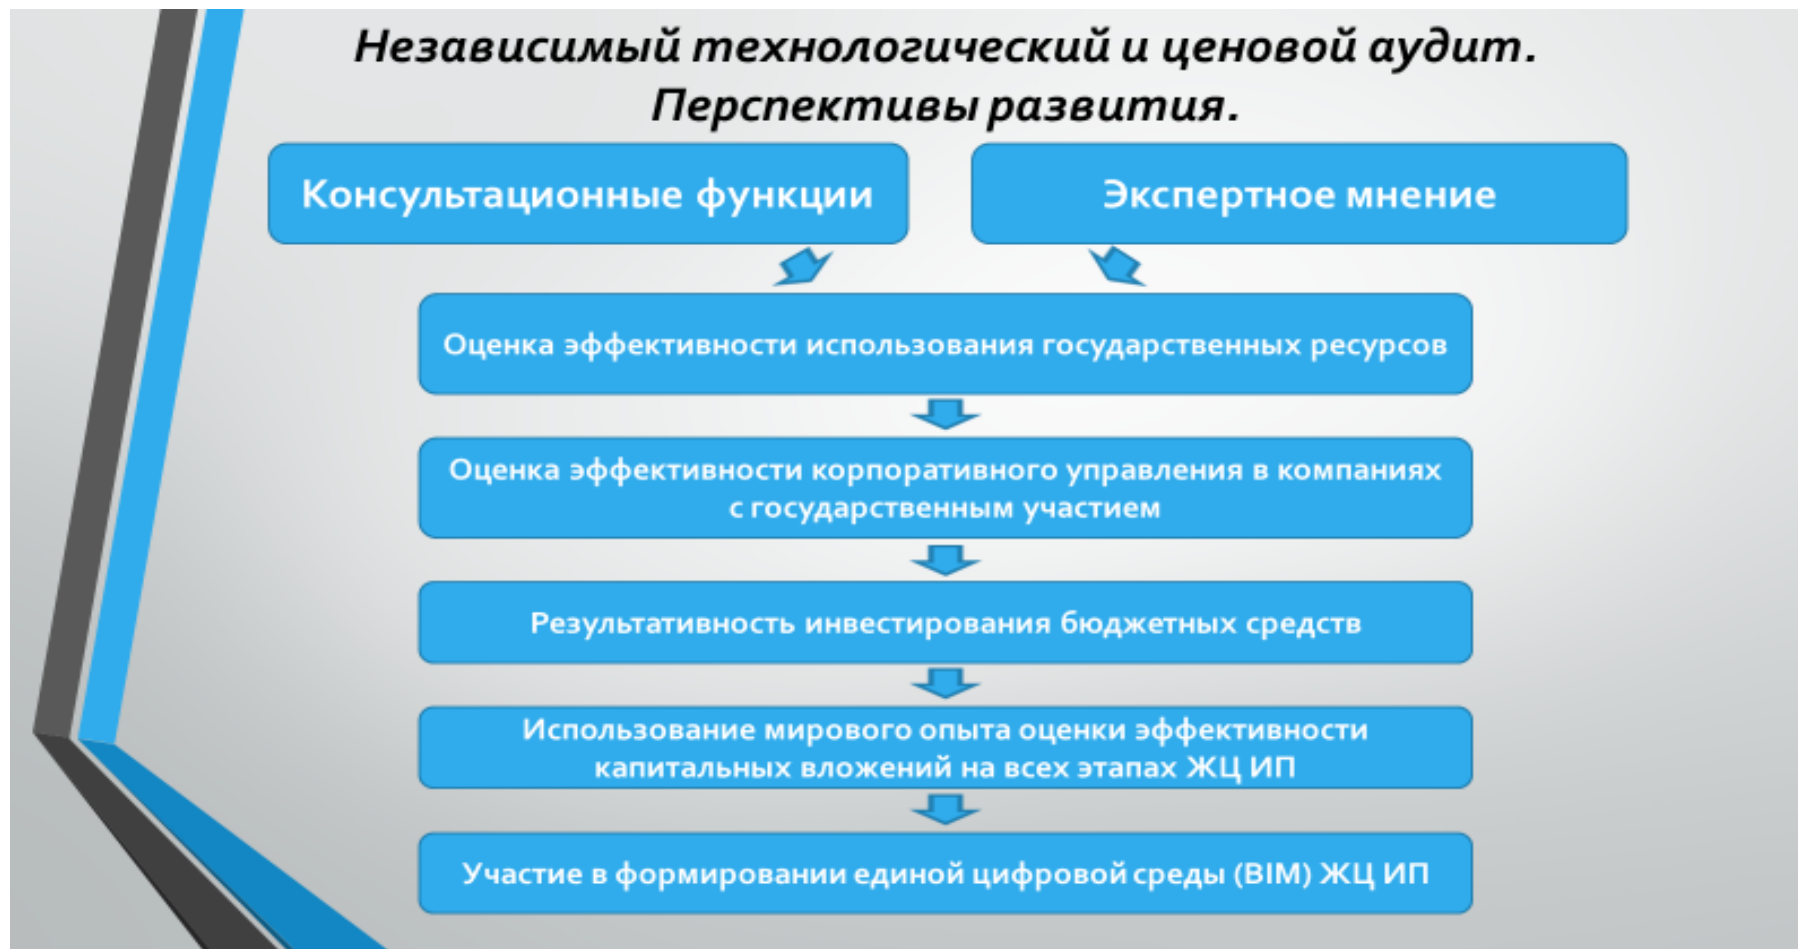 Независимый технологический и ценовой аудит.
Перспективы развития.
Консультационные функции
Экспертное мнение
Оценка эффективности использования государственных ресурсов
Оценка эффективности корпоративного управления в компаниях
с государственным участием
Результативность инвестирования бюджетных средств
Использование мирового опыта оценки эффективности
капитальных вложений на всех этапах ЖЦ ИП
Участие в формировании единой цифровой среды (BIM) ЖЦ ИП